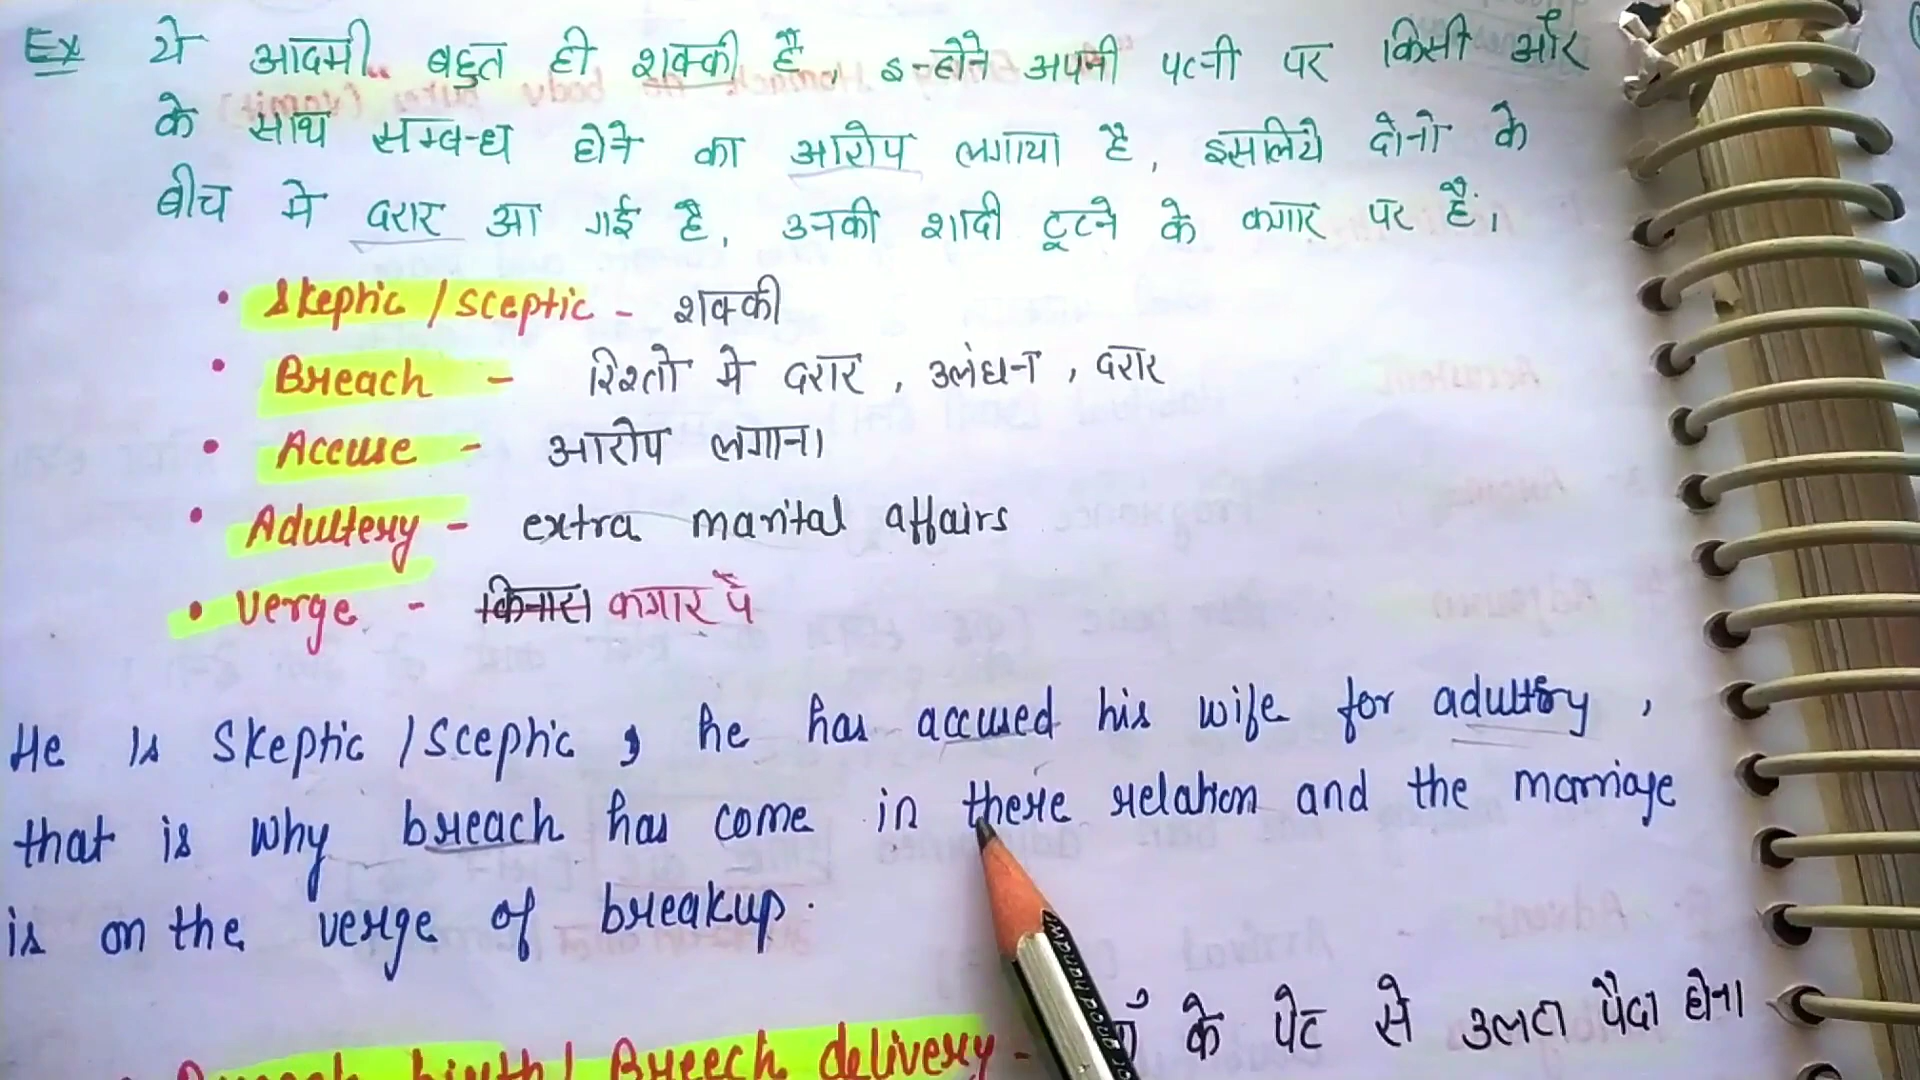 Ex ये आदमी बहुत ही शक्की है, इन्होने अपनी पत्नी पर किसी और
के साथ सम्बन्ध होने का आरोप लगाया है, इसलिये दोनो के
बीच मे दरार आ गई है, उनकी शादी टूटने के कगार पर है।
• Skeptic / Sceptic - शक्की
• Breach - रिश्तो मे दरार, उलंघन, दरार
• Accuse - आरोप लगाना
• Adultery - extra marital affairs
• Verge - किनारा कगार पे
He is Skeptic / Sceptic, he has accused his wife for adultery,
that is why breach has come in there relation and the marriage
is on the verge of breakup.
birth / Breech delivery - के पेट से उलटा पैदा होना